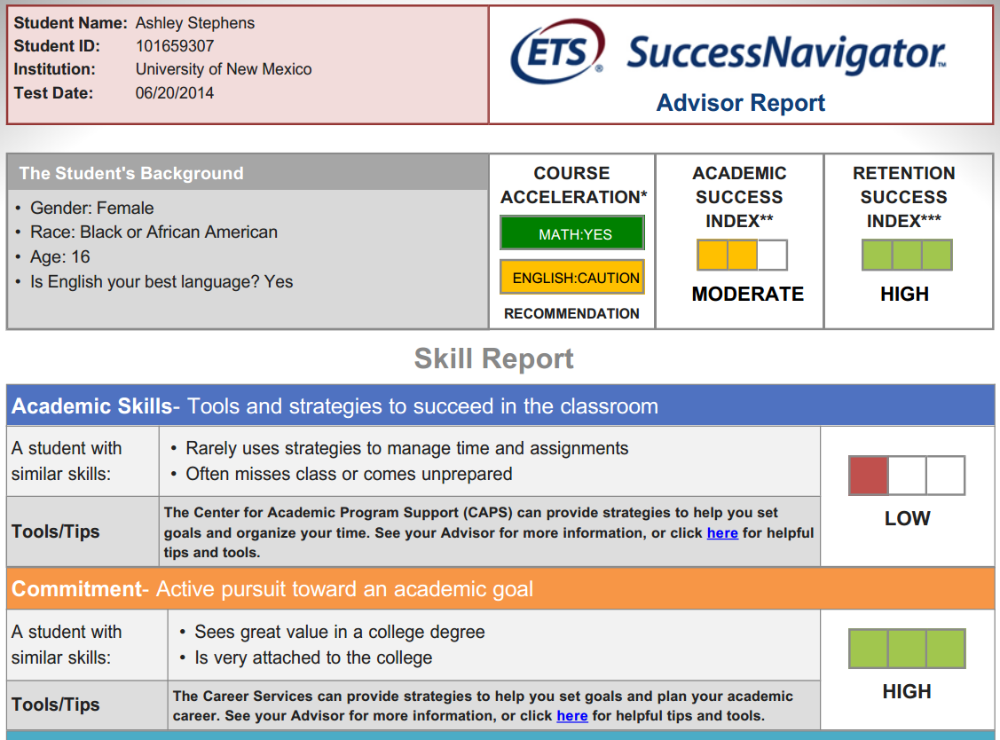 Student Name: Ashley Stephens
Student ID: 101659307
Institution: University of New Mexico
Test Date: 06/20/2014
ETS® SuccessNavigator™
Advisor Report
The Student's Background
• Gender: Female
• Race: Black or African American
• Age: 16
• Is English your best language? Yes
COURSE
ACCELERATION*
MATH:YES
ENGLISH:CAUTION
RECOMMENDATION
ACADEMIC
SUCCESS
INDEX**
MODERATE
RETENTION
SUCCESS
INDEX***
HIGH
Skill Report
Academic Skills- Tools and strategies to succeed in the classroom
A student with
similar skills:
• Rarely uses strategies to manage time and assignments
• Often misses class or comes unprepared
LOW
Tools/Tips
The Center for Academic Program Support (CAPS) can provide strategies to help you set
goals and organize your time. See your Advisor for more information, or click here for helpful
tips and tools.
Commitment- Active pursuit toward an academic goal
A student with
similar skills:
• Sees great value in a college degree
• Is very attached to the college
HIGH
Tools/Tips
The Career Services can provide strategies to help you set goals and plan your academic
career. See your Advisor for more information, or click here for helpful tips and tools.